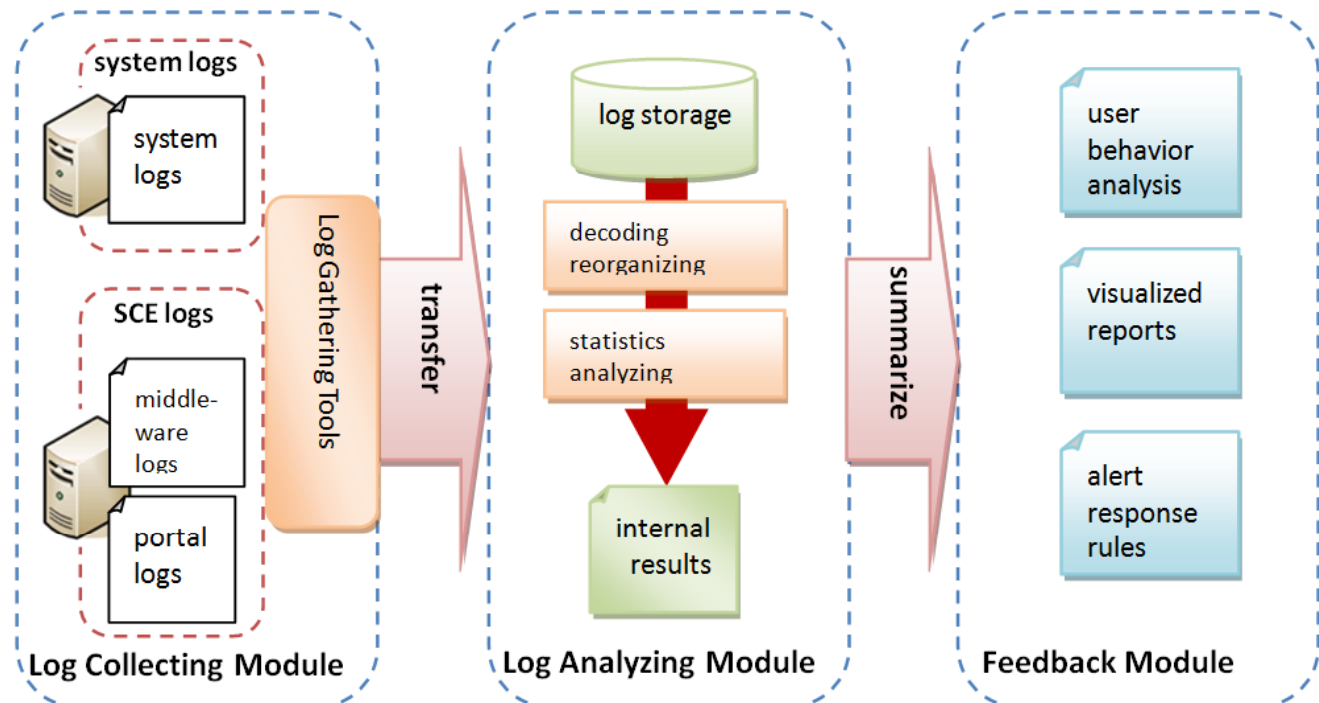 system logs
system
logs
SCE logs
middle-
ware
logs
portal
logs
Log Gathering Tools
Log Collecting Module
transfer
log storage
decoding
reorganizing
statistics
analyzing
internal
results
Log Analyzing Module
summarize
user
behavior
analysis
visualized
reports
alert
response
rules
Feedback Module